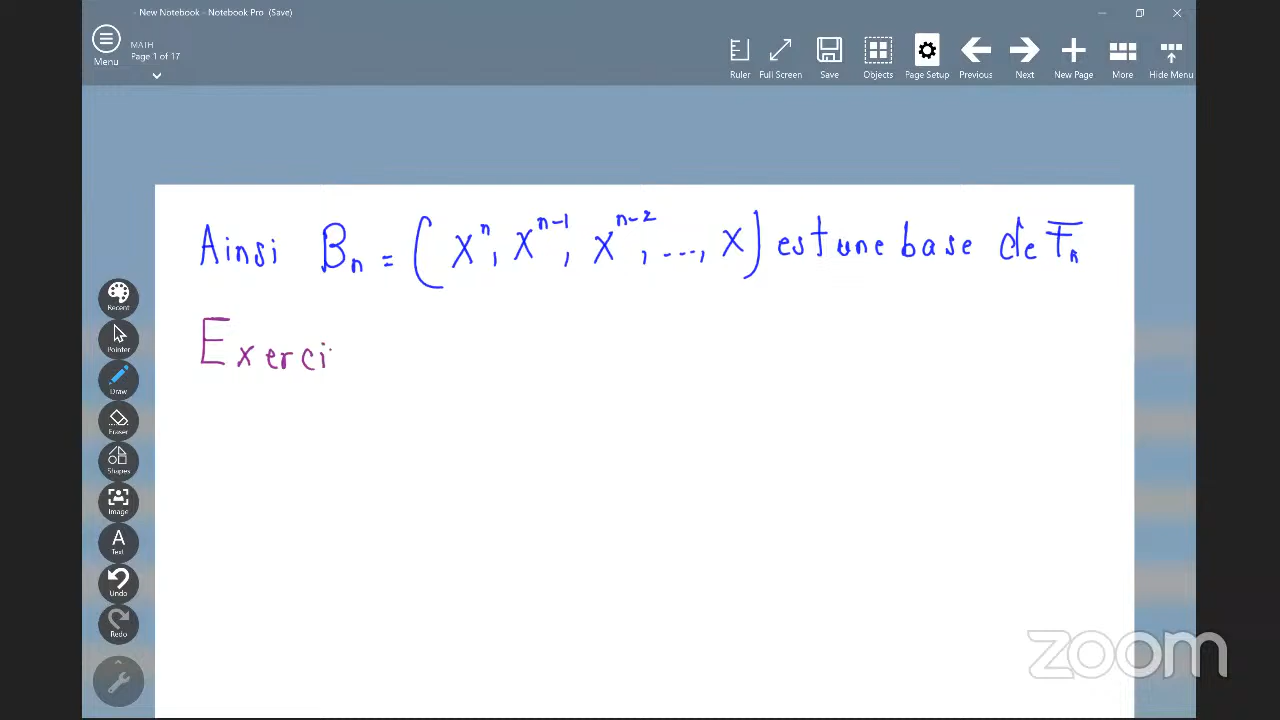 - New Notebook - Notebook Pro (Save)
MATH
Page 1 of 17
Menu
Ruler
Full Screen
Save
Objects
Page Setup
Previous
Next
New Page
More
Hide Menu
Ainsi Bₙ = (Xⁿ, Xⁿ⁻¹, Xⁿ⁻², ..., X) est une base de Fₙ
Exerci
Recent
Pointer
Draw
Eraser
Shapes
Image
A
Text
Undo
Redo
zoom